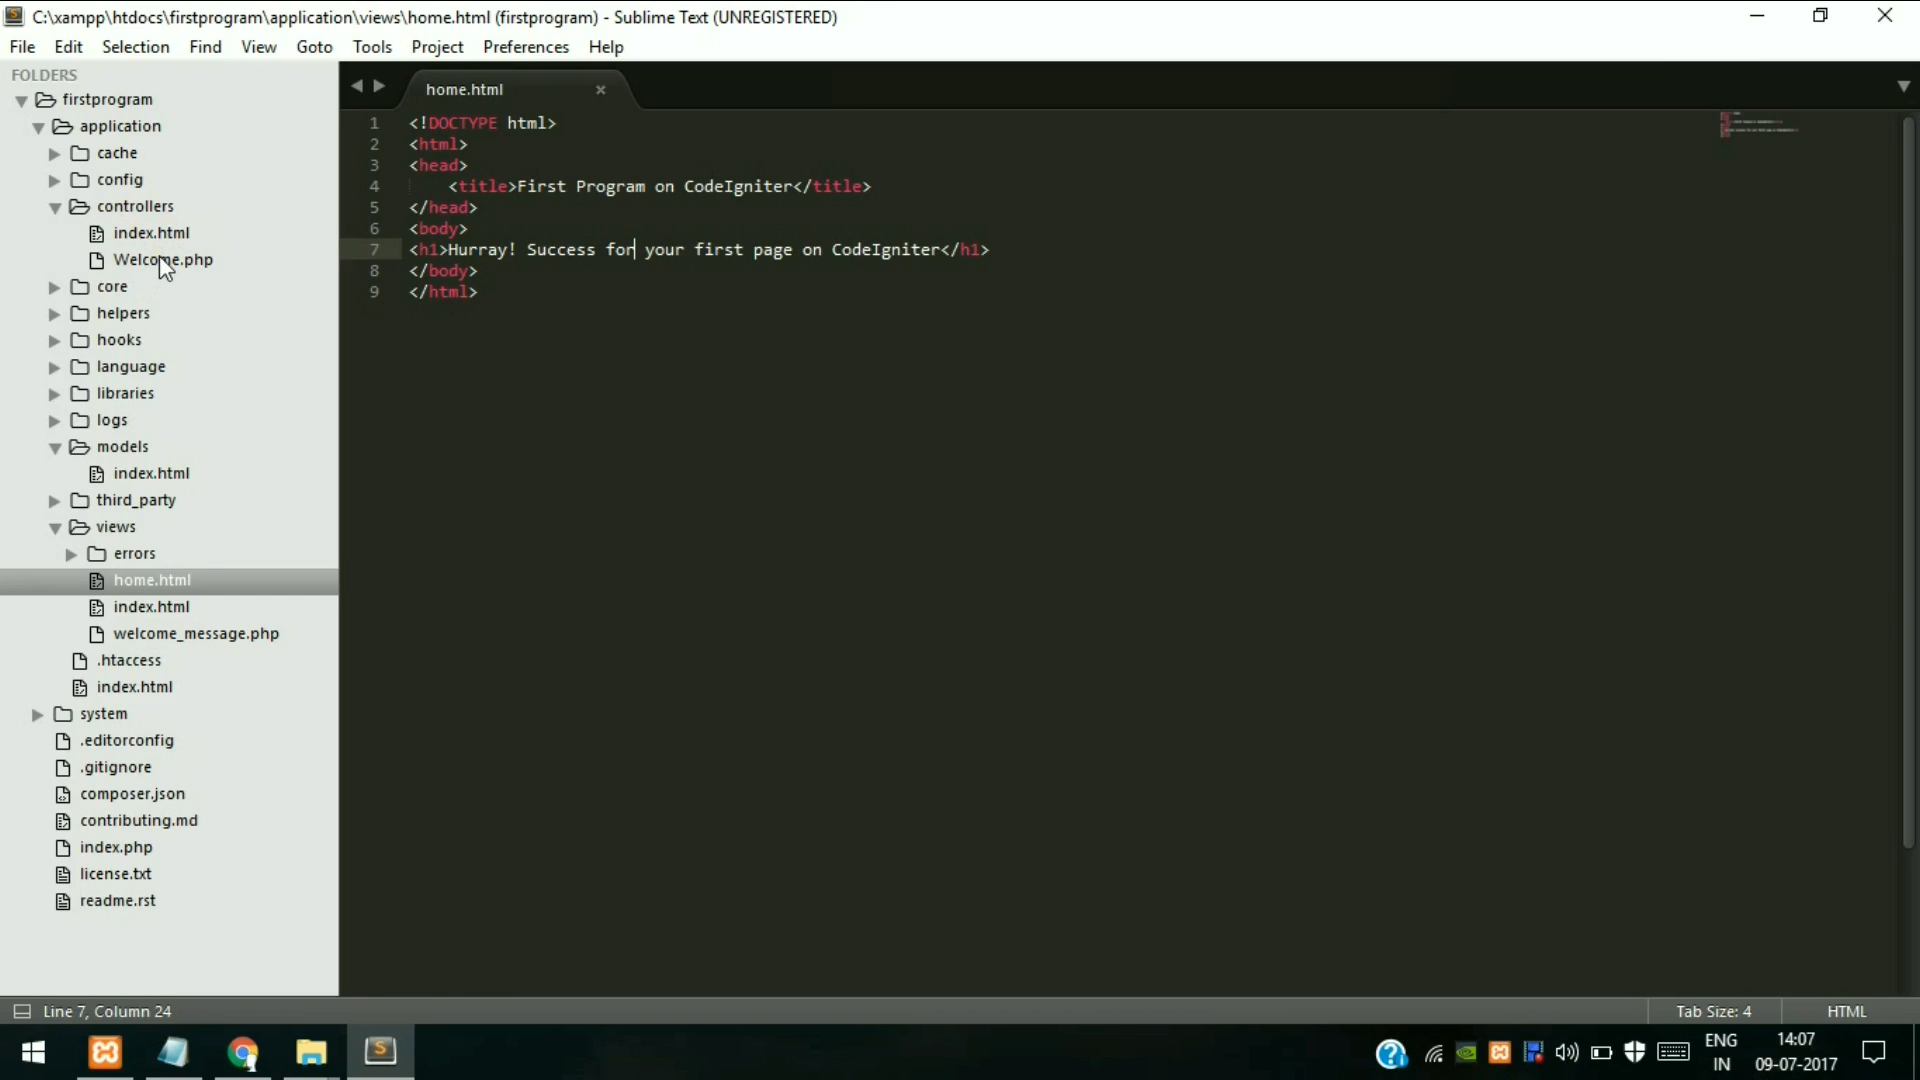 C:\xampp\htdocs\firstprogram\application\views\home.html (firstprogram) - Sublime Text (UNREGISTERED)
File Edit Selection Find View Goto Tools Project Preferences Help
FOLDERS
firstprogram
application
cache
config
controllers
index.html
Welcome.php
core
helpers
hooks
language
libraries
logs
models
index.html
third_party
views
errors
home.html
index.html
welcome_message.php
.htaccess
index.html
system
.editorconfig
.gitignore
composer.json
contributing.md
index.php
license.txt
readme.rst
home.html
1 <!DOCTYPE html>
2 <html>
3 <head>
4 <title>First Program on CodeIgniter</title>
5 </head>
6 <body>
7 <h1>Hurray! Success for your first page on CodeIgniter</h1>
8 </body>
9 </html>
Line 7, Column 24
Tab Size: 4
HTML
ENG
IN
14:07
09-07-2017